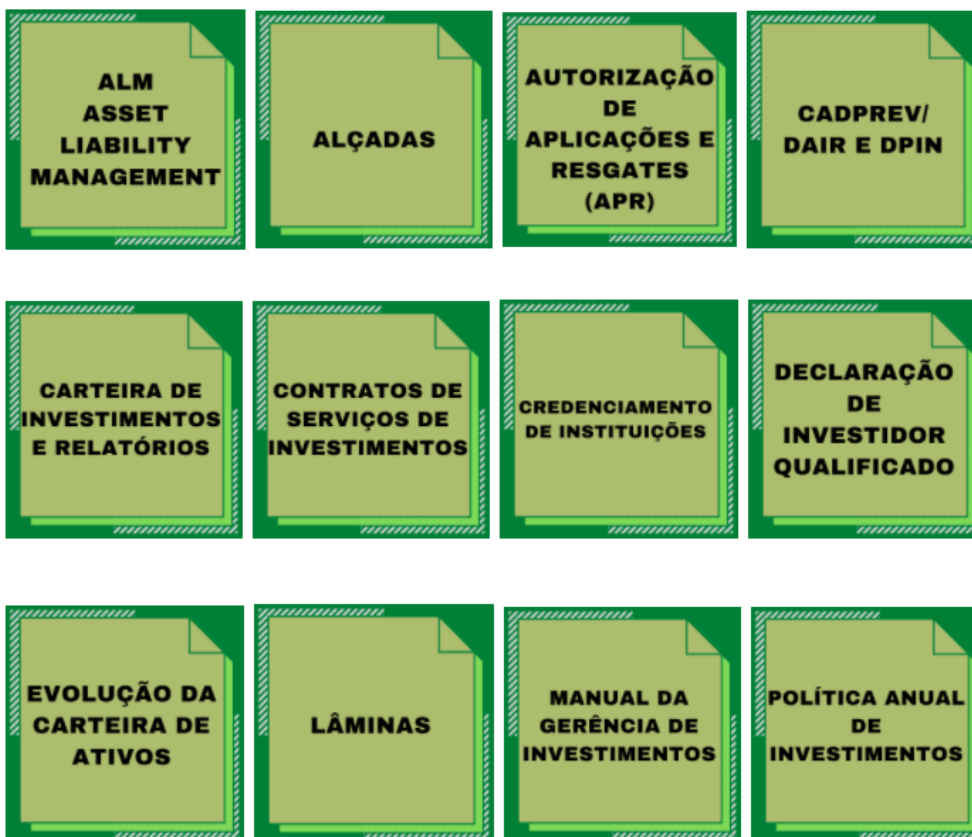 ALM
ASSET
LIABILITY
MANAGEMENT
ALÇADAS
AUTORIZAÇÃO
DE
APLICAÇÕES E
RESGATES
(APR)
CADPREV/
DAIR E DPIN
CARTEIRA DE
INVESTIMENTOS
E RELATÓRIOS
CONTRATOS DE
SERVIÇOS DE
INVESTIMENTOS
CREDENCIAMENTO
DE INSTITUIÇÕES
DECLARAÇÃO
DE
INVESTIDOR
QUALIFICADO
EVOLUÇÃO DA
CARTEIRA DE
ATIVOS
LÂMINAS
MANUAL DA
GERÊNCIA DE
INVESTIMENTOS
POLÍTICA ANUAL
DE
INVESTIMENTOS